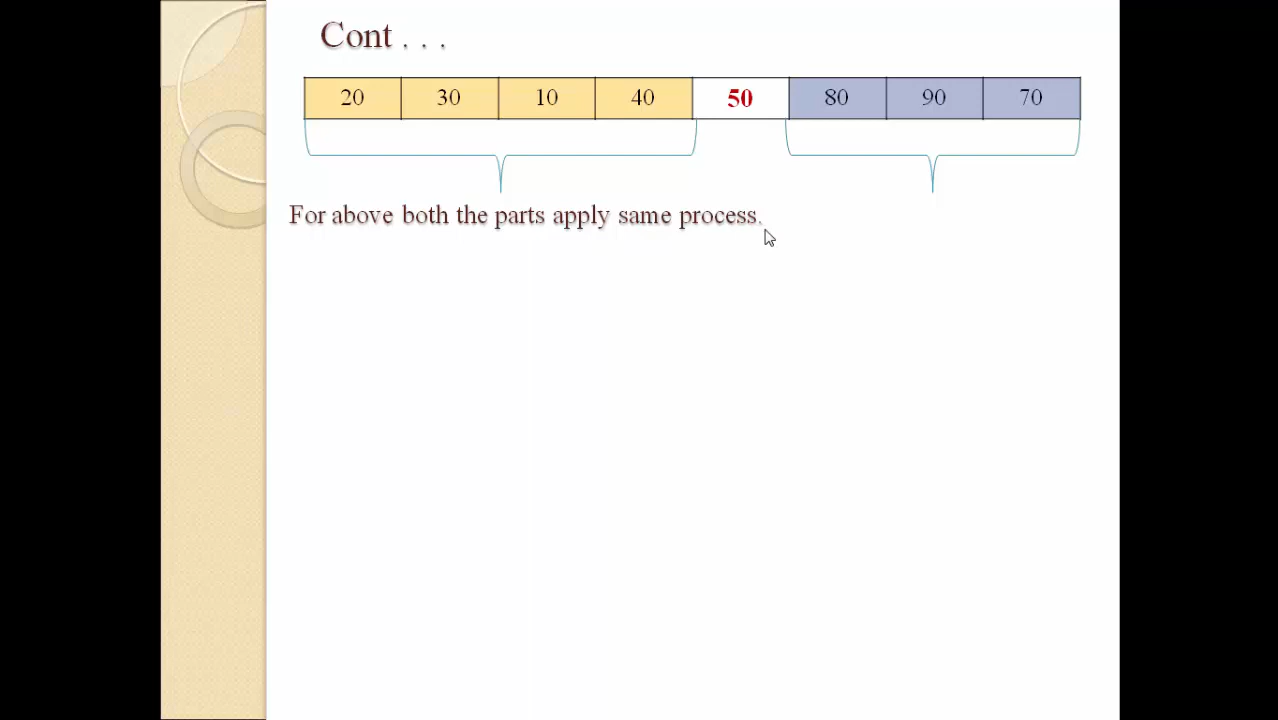 Cont . . .
20 30 10 40 50 80 90 70
For above both the parts apply same process.